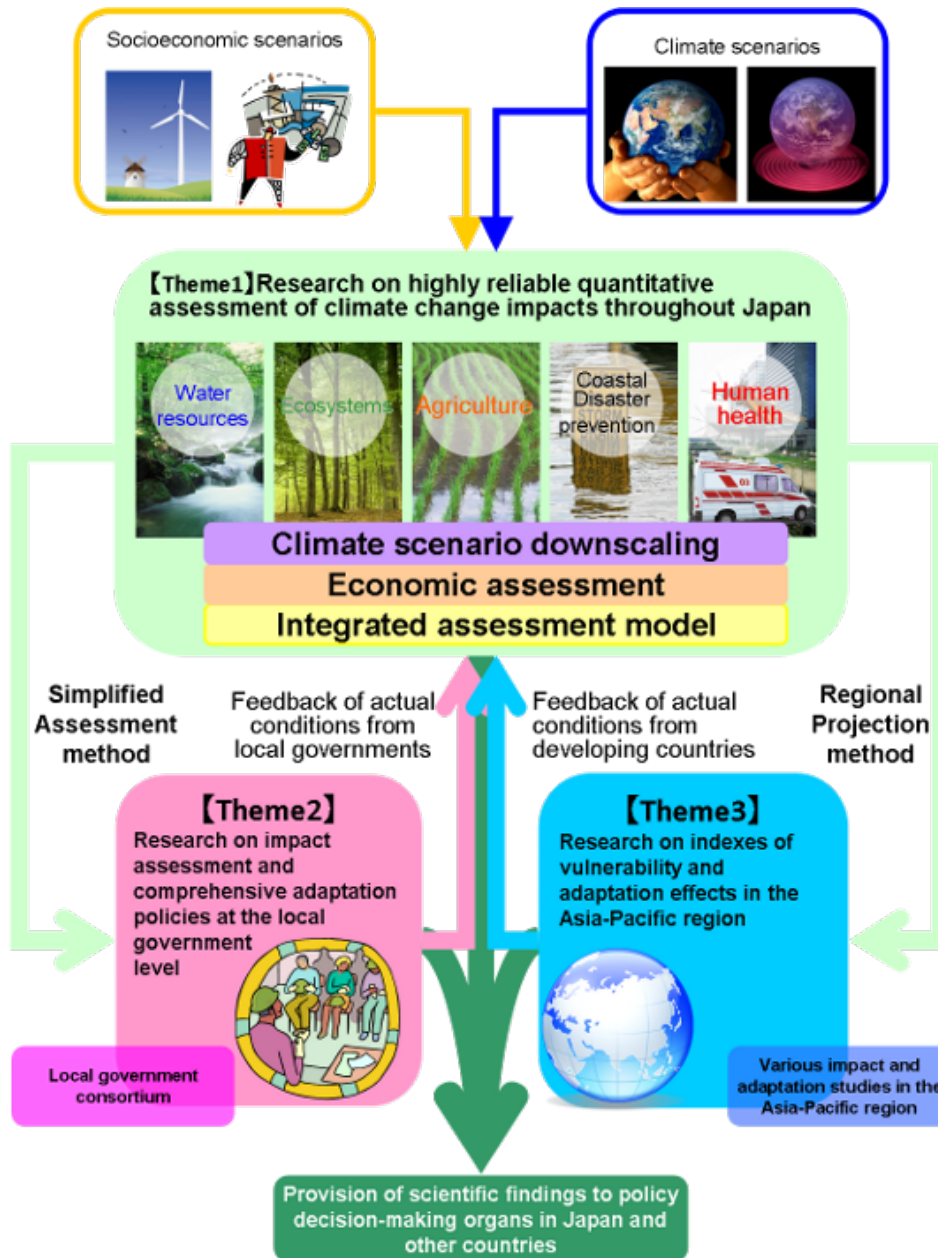 Socioeconomic scenarios
Climate scenarios
【Theme1】Research on highly reliable quantitative
assessment of climate change impacts throughout Japan
Water
resources
Ecosystems
Agriculture
Coastal
Disaster
prevention
Human
health
Climate scenario downscaling
Economic assessment
Integrated assessment model
Simplified
Assessment
method
Feedback of actual
conditions from
local governments
Feedback of actual
conditions from
developing countries
Regional
Projection
method
【Theme2】
Research on impact
assessment and
comprehensive adaptation
policies at the local
government
level
【Theme3】
Research on indexes of
vulnerability and
adaptation effects in the
Asia-Pacific region
Local government
consortium
Various impact and
adaptation studies in the
Asia-Pacific region
Provision of scientific findings to policy
decision-making organs in Japan and
other countries